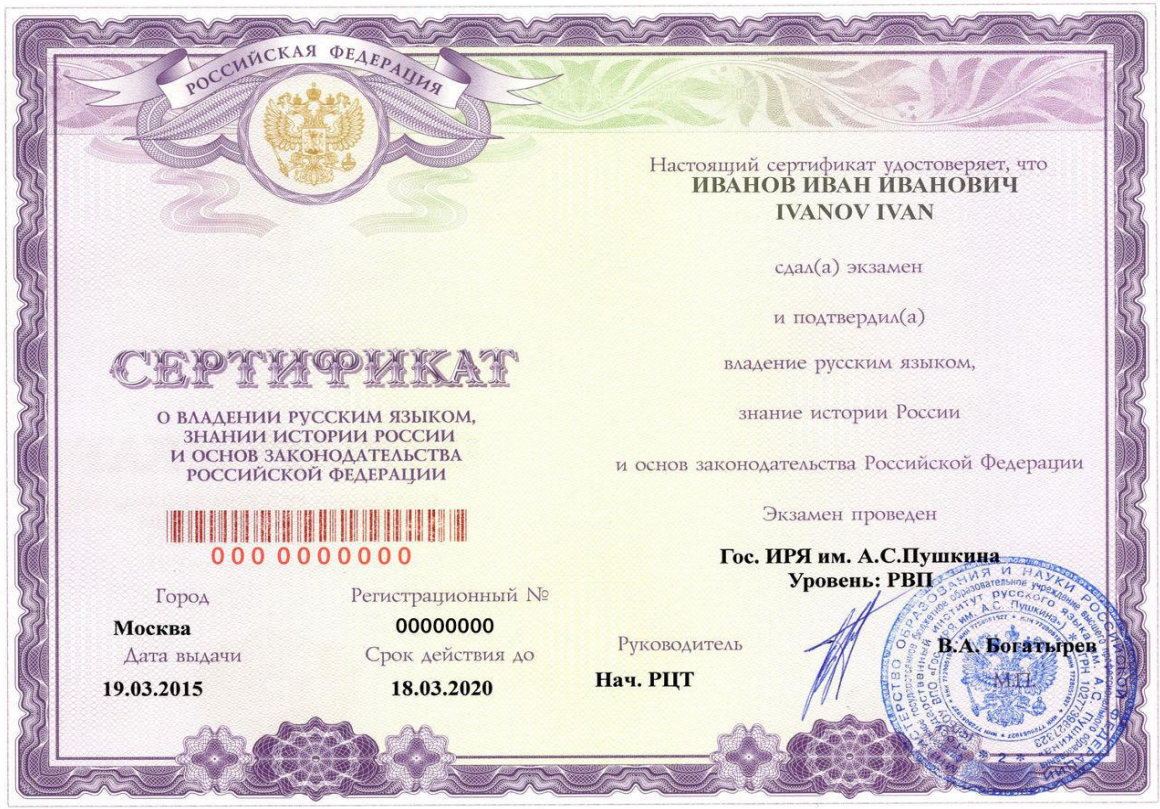 РОССИЙСКАЯ ФЕДЕРАЦИЯ
СЕРТИФИКАТ
О ВЛАДЕНИИ РУССКИМ ЯЗЫКОМ,
ЗНАНИИ ИСТОРИИ РОССИИ
И ОСНОВ ЗАКОНОДАТЕЛЬСТВА
РОССИЙСКОЙ ФЕДЕРАЦИИ
000 0000000
Город
Регистрационный №
Москва
00000000
Дата выдачи
Срок действия до
19.03.2015
18.03.2020
Настоящий сертификат удостоверяет, что
ИВАНОВ ИВАН ИВАНОВИЧ
IVANOV IVAN
сдал(а) экзамен
и подтвердил(а)
владение русским языком,
знание истории России
и основ законодательства Российской Федерации
Экзамен проведен
Гос. ИРЯ им. А.С.Пушкина
Уровень: РВП
Руководитель
В.А. Богатырев
Нач. РЦТ
М.П.